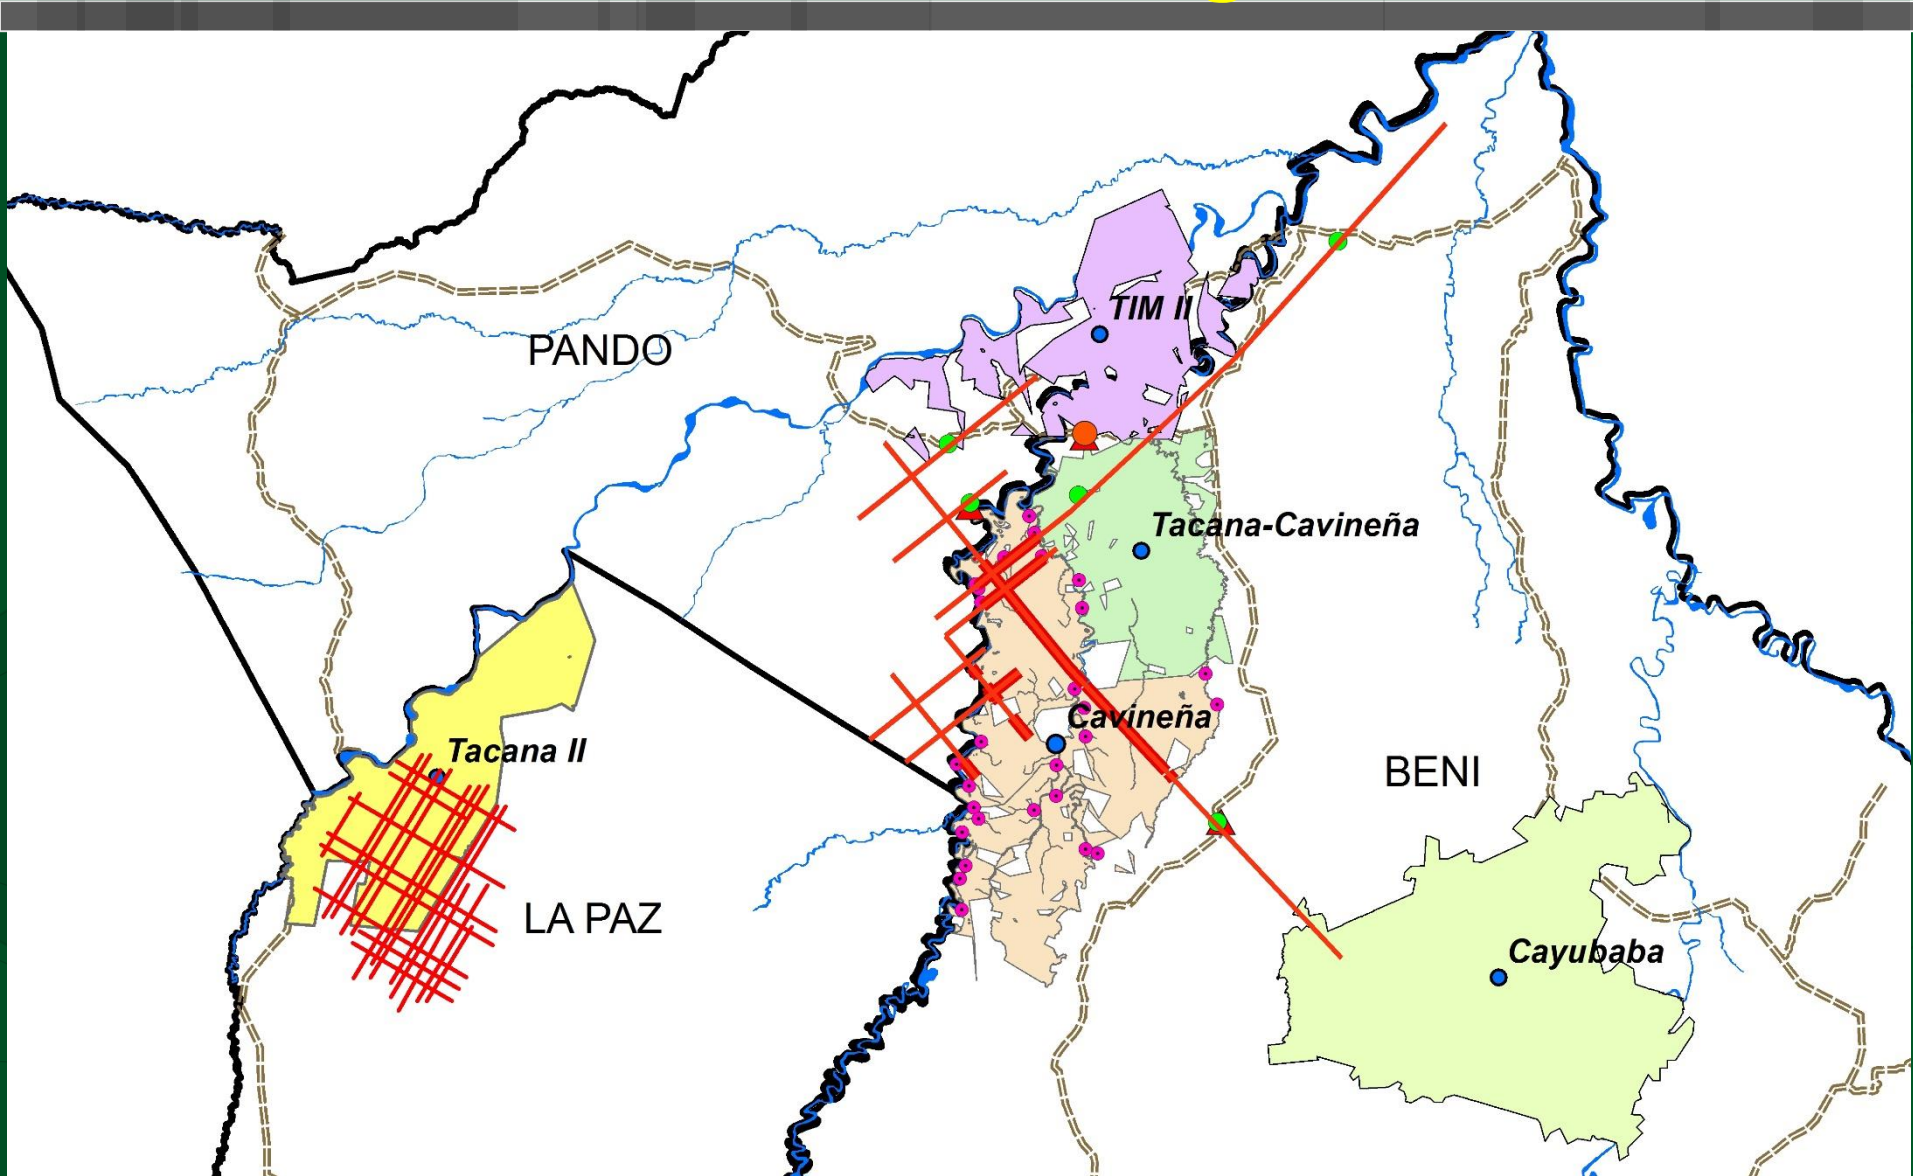 TIM II
PANDO
Tacana-Cavineña
Cavineña
Tacana II
BENI
LA PAZ
Cayubaba